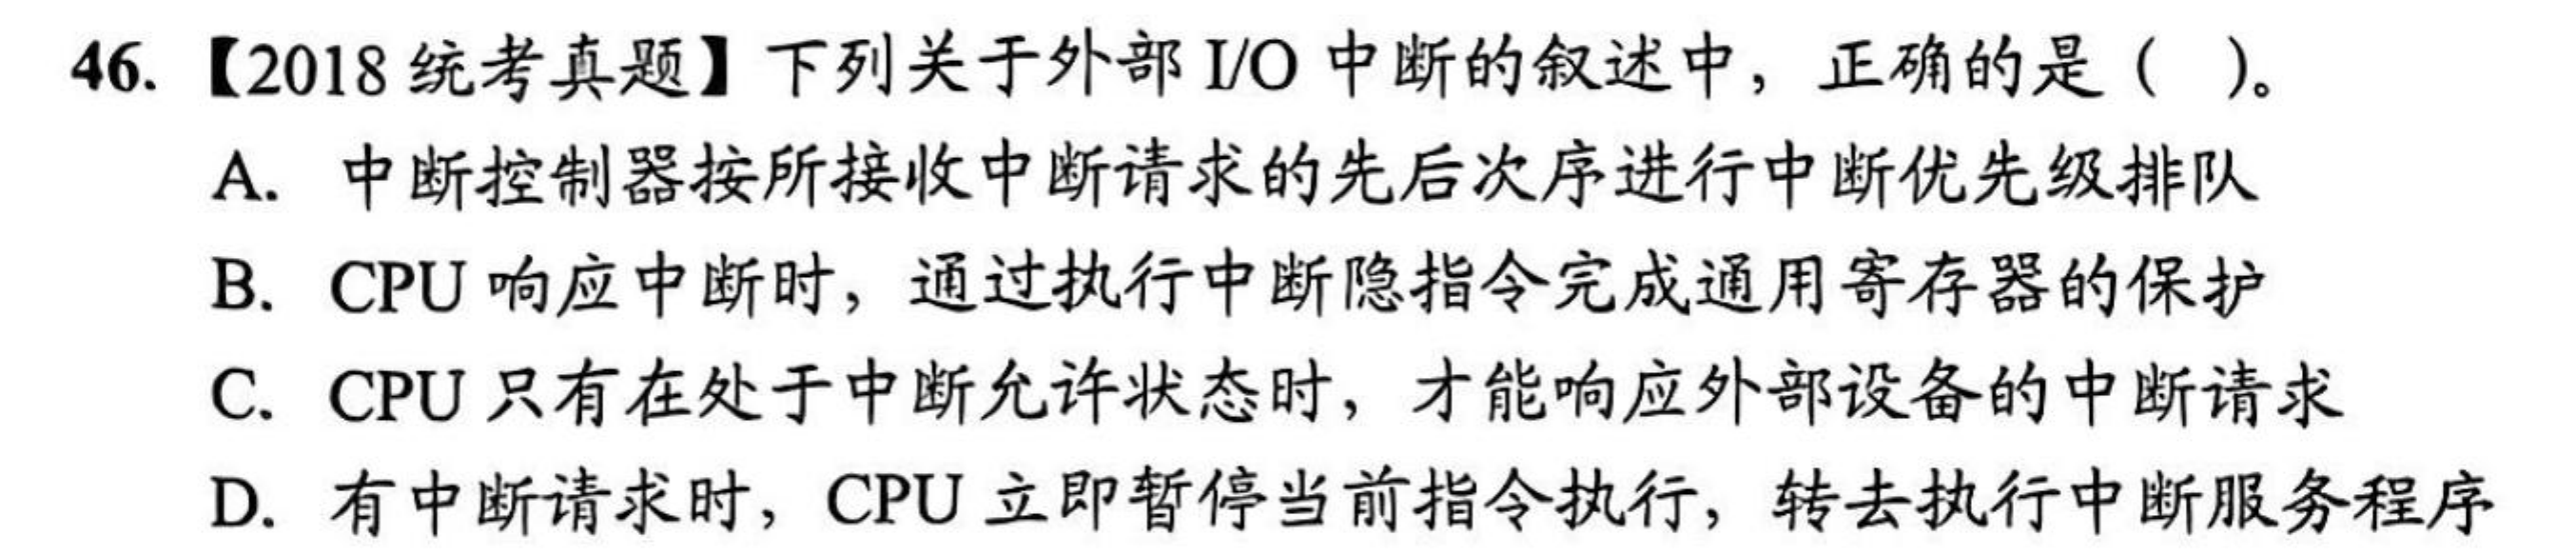 46. 【2018 统考真题】下列关于外部 I/O 中断的叙述中，正确的是（ ）。
A. 中断控制器按所接收中断请求的先后次序进行中断优先级排队
B. CPU 响应中断时，通过执行中断隐指令完成通用寄存器的保护
C. CPU 只有在处于中断允许状态时，才能响应外部设备的中断请求
D. 有中断请求时，CPU 立即暂停当前指令执行，转去执行中断服务程序